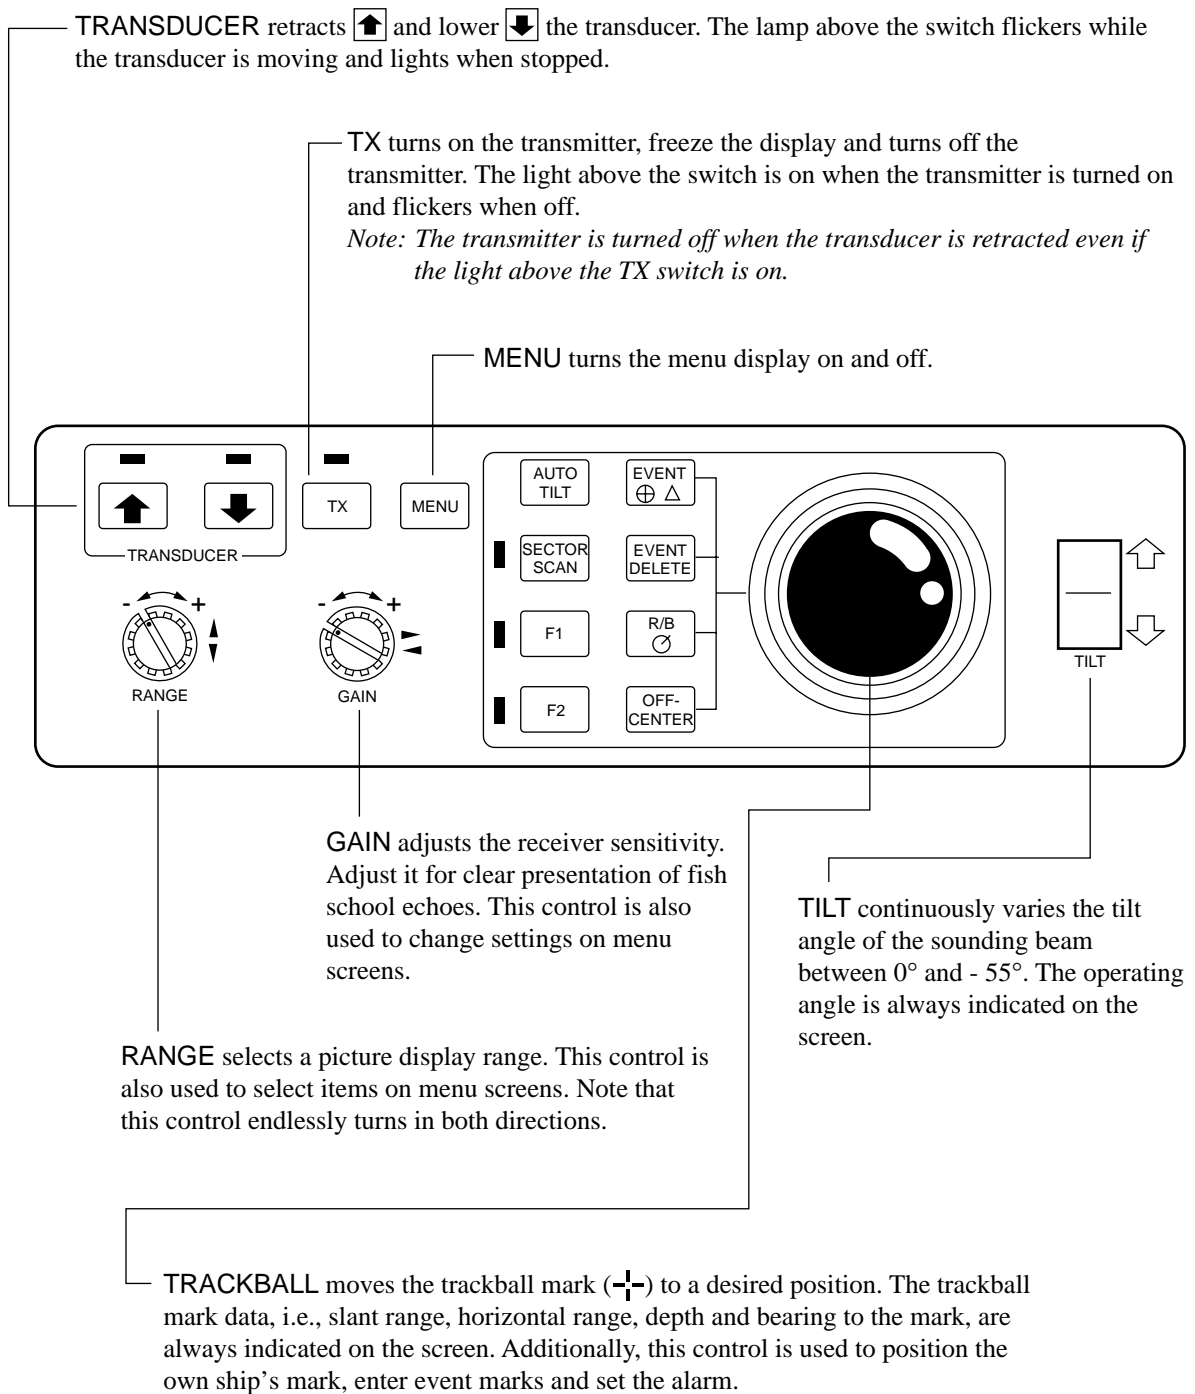 TRANSDUCER retracts ⬆ and lower ⬇ the transducer. The lamp above the switch flickers while
the transducer is moving and lights when stopped.
TX turns on the transmitter, freeze the display and turns off the
transmitter. The light above the switch is on when the transmitter is turned on
and flickers when off.
Note: The transmitter is turned off when the transducer is retracted even if
the light above the TX switch is on.
MENU turns the menu display on and off.
TX
MENU
TRANSDUCER
- +
RANGE
- +
GAIN
AUTO
TILT
EVENT
⊕ △
SECTOR
SCAN
EVENT
DELETE
F1
R/B
F2
OFF-
CENTER
TILT
GAIN adjusts the receiver sensitivity.
Adjust it for clear presentation of fish
school echoes. This control is also
used to change settings on menu
screens.
TILT continuously varies the tilt
angle of the sounding beam
between 0° and - 55°. The operating
angle is always indicated on the
screen.
RANGE selects a picture display range. This control is
also used to select items on menu screens. Note that
this control endlessly turns in both directions.
TRACKBALL moves the trackball mark (-¦-) to a desired position. The trackball
mark data, i.e., slant range, horizontal range, depth and bearing to the mark, are
always indicated on the screen. Additionally, this control is used to position the
own ship's mark, enter event marks and set the alarm.